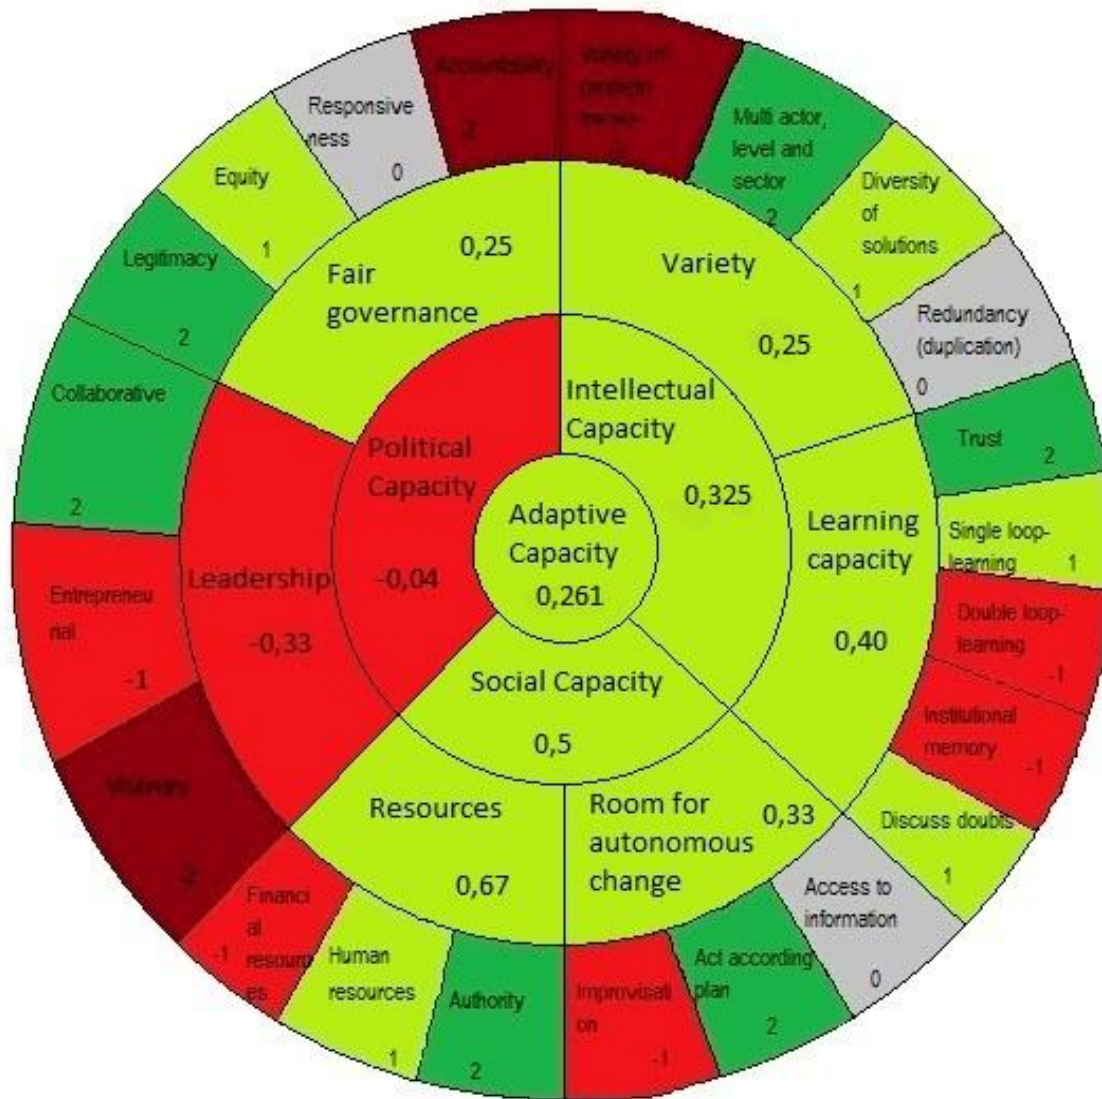 Accountability
2
Variety of
problem
Responsive
ness
0
Multi actor,
level and
sector
2
Equity
1
Diversity
of
solutions
1
Legitimacy
2
Fair
governance
0,25
Variety
0,25
Redundancy
(duplication)
0
Collaborative
2
Intellectual
Capacity
0,325
Political
Capacity
-0,04
Trust
2
Adaptive
Capacity
0,261
Learning
capacity
0,40
Single loop-
learning
1
Leadership
-0,33
Entrepreneu
rial
-1
Double loop-
learning
-1
Institutional
memory
-1
Social Capacity
0,5
Visionary
Resources
0,67
Room for
autonomous
change
0,33
Discuss doubts
1
Access to
information
0
Financi
al
resourc
es
-1
Human
resources
1
Authority
2
Improvisati
on
-1
Act according
plan
2